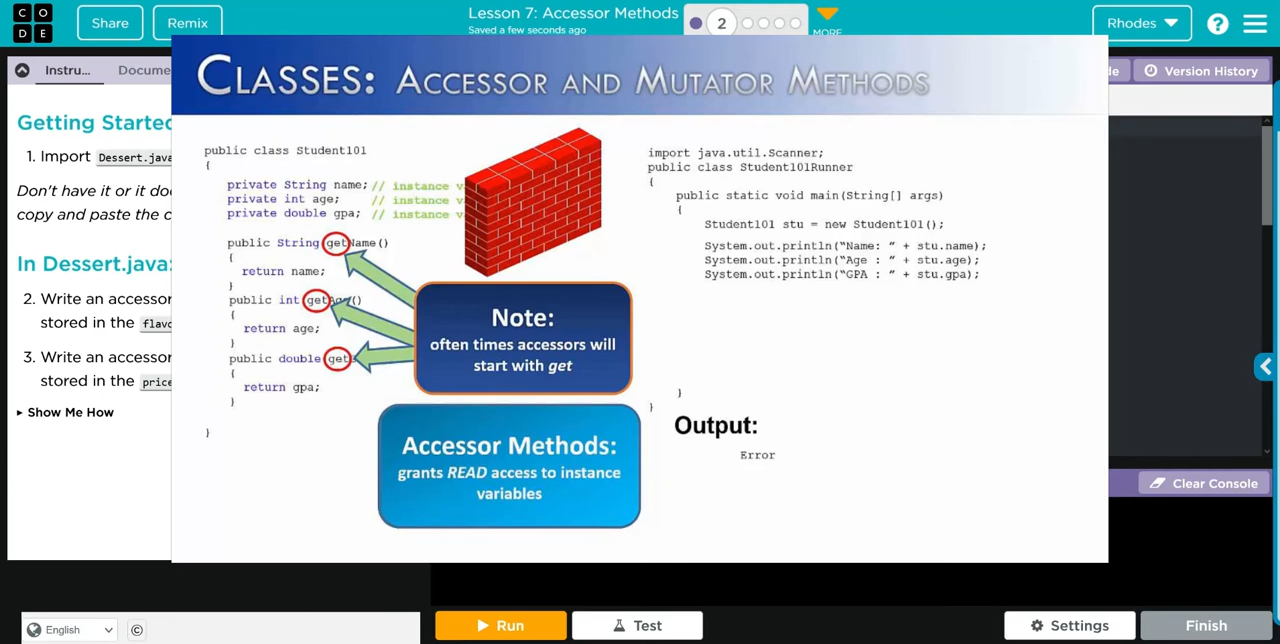 CODE
Share
Remix
Lesson 7: Accessor Methods
Saved a few seconds ago
2
MORE
Rhodes
?
Instru...
Docume
Version History
Getting Started
1. Import Dessert.java
Don't have it or it do
copy and paste the c
In Dessert.java:
2. Write an accessor
stored in the flavo
3. Write an accessor
stored in the price
Show Me How
CLASSES: ACCESSOR AND MUTATOR METHODS
public class Student101
{
private String name; // instance v
private int age; // instance v
private double gpa; // instance v
public String getName()
{
return name;
}
public int getAge()
{
return age;
}
public double get
{
return gpa;
}
}
Note:
often times accessors will
start with get
Accessor Methods:
grants READ access to instance
variables
import java.util.Scanner;
public class Student101Runner
{
public static void main(String[] args)
{
Student101 stu = new Student101();
System.out.println(“Name: ” + stu.name);
System.out.println(“Age : ” + stu.age);
System.out.println(“GPA : ” + stu.gpa);
}
}
Output:
Error
Clear Console
English
©
Run
Test
Settings
Finish